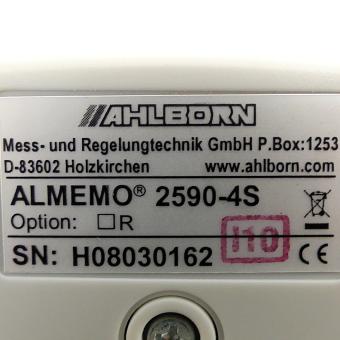 AHLBORN
Mess- und Regelungtechnik GmbH P.Box:1253
D-83602 Holzkirchen www.ahlborn.com
ALMEMO® 2590-4S
Option: ☐R
SN: H08030162 I10 CE